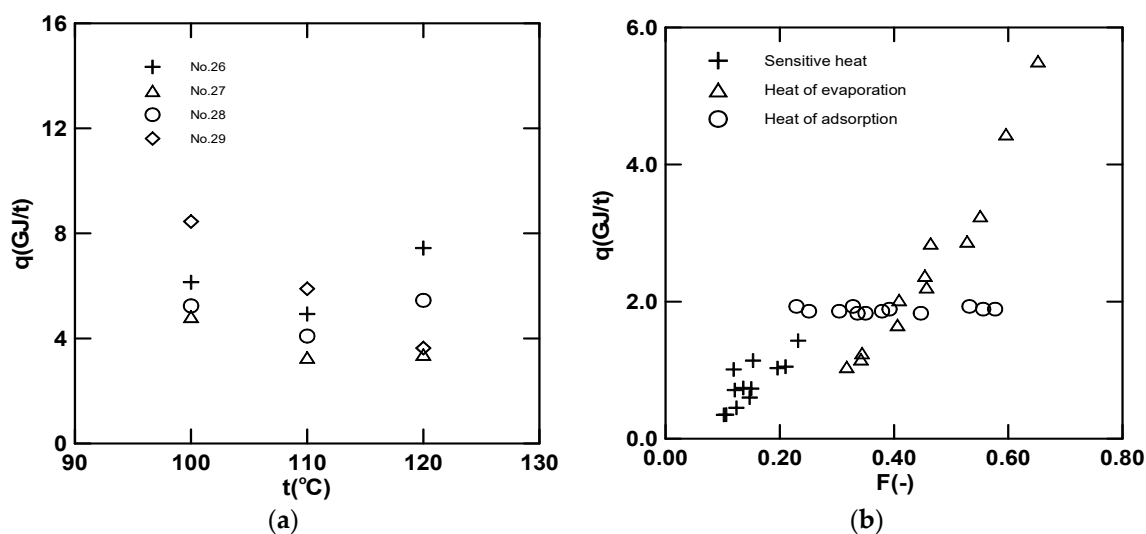 16
12
8
4
0
q(GJ/t)
No.26
No.27
No.28
No.29
90 100 110 120 130
t(°C)
(a)
6.0
4.0
2.0
0.0
q(GJ/t)
Sensitive heat
Heat of evaporation
Heat of adsorption
0.00 0.20 0.40 0.60 0.80
F(-)
(b)